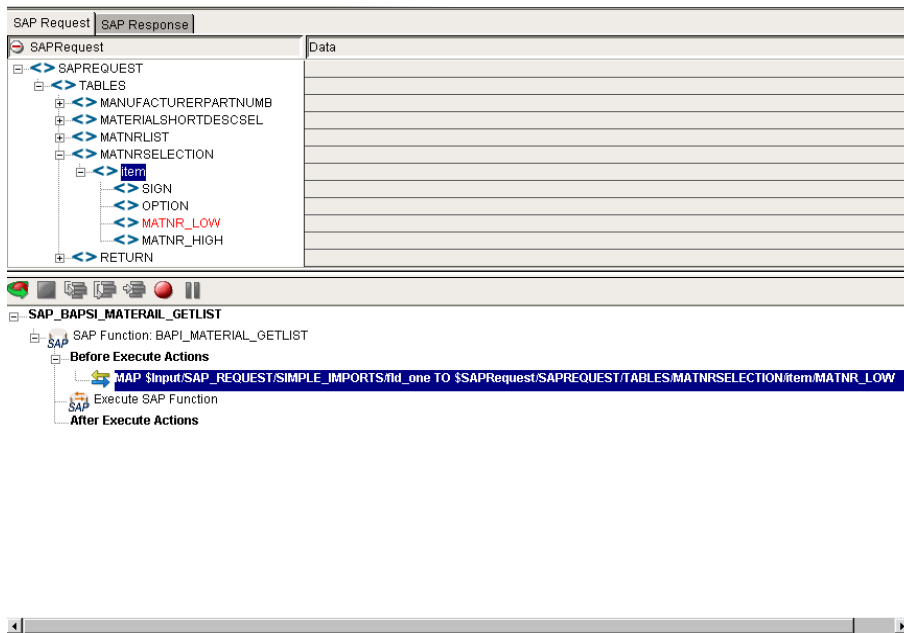 SAP Request SAP Response
SAPRequest Data
SAPREQUEST
TABLES
MANUFACTURERPARTNUMB
MATERIALSHORTDESCSEL
MATNRLIST
MATNRSELECTION
item
SIGN
OPTION
MATNR_LOW
MATNR_HIGH
RETURN
SAP_BAPSI_MATERAIL_GETLIST
SAP SAP Function: BAPI_MATERIAL_GETLIST
Before Execute Actions
MAP $Input/SAP_REQUEST/SIMPLE_IMPORTS/fld_one TO $SAPRequest/SAPREQUEST/TABLES/MATNRSELECTION/item/MATNR_LOW
SAP Execute SAP Function
After Execute Actions